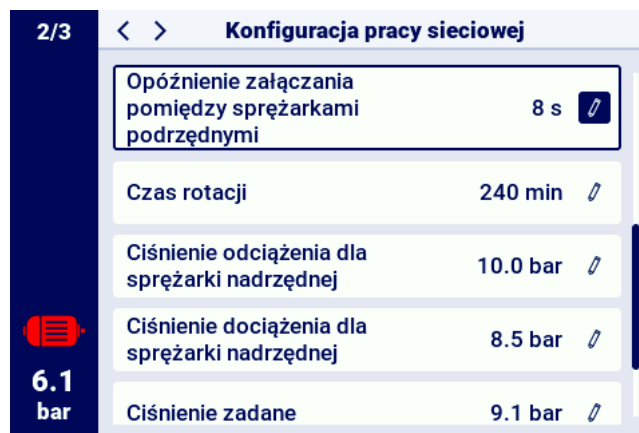 2/3
Konfiguracja pracy sieciowej
Opóźnienie załączania
pomiędzy sprężarkami
podrzędnymi
8 s
Czas rotacji
240 min
Ciśnienie odciążenia dla
sprężarki nadrzędnej
10.0 bar
Ciśnienie dociążenia dla
sprężarki nadrzędnej
8.5 bar
Ciśnienie zadane
9.1 bar
6.1
bar